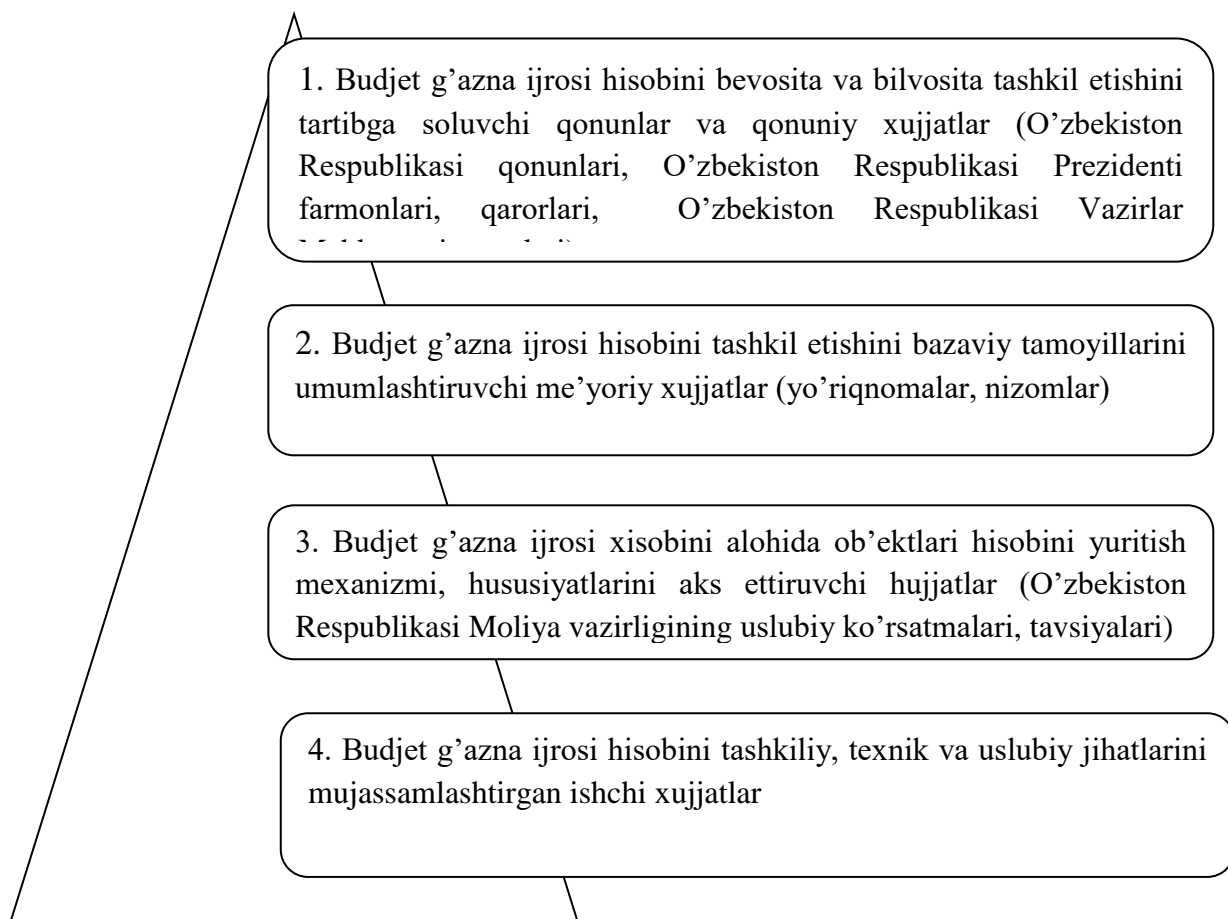 1. Budjet g’azna ijrosi hisobini bevosita va bilvosita tashkil etishini
tartibga soluvchi qonunlar va qonuniy xujjatlar (O’zbekiston
Respublikasi qonunlari, O’zbekiston Respublikasi Prezidenti
farmonlari, qarorlari, O’zbekiston Respublikasi Vazirlar
2. Budjet g’azna ijrosi hisobini tashkil etishini bazaviy tamoyillarini
umumlashtiruvchi me’yoriy xujjatlar (yo’riqnomalar, nizomlar)
3. Budjet g’azna ijrosi xisobini alohida ob’ektlari hisobini yuritish
mexanizmi, hususiyatlarini aks ettiruvchi hujjatlar (O’zbekiston
Respublikasi Moliya vazirligining uslubiy ko’rsatmalari, tavsiyalari)
4. Budjet g’azna ijrosi hisobini tashkiliy, texnik va uslubiy jihatlarini
mujassamlashtirgan ishchi xujjatlar